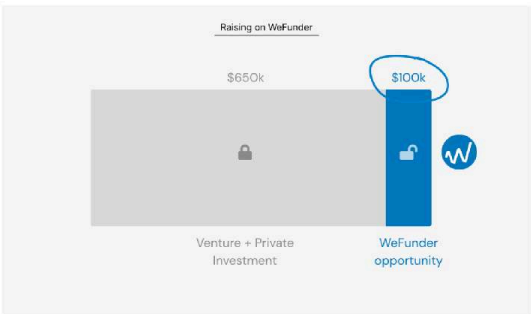 Raising on WeFunder
$650k
$100k
Venture + Private
Investment
WeFunder
opportunity